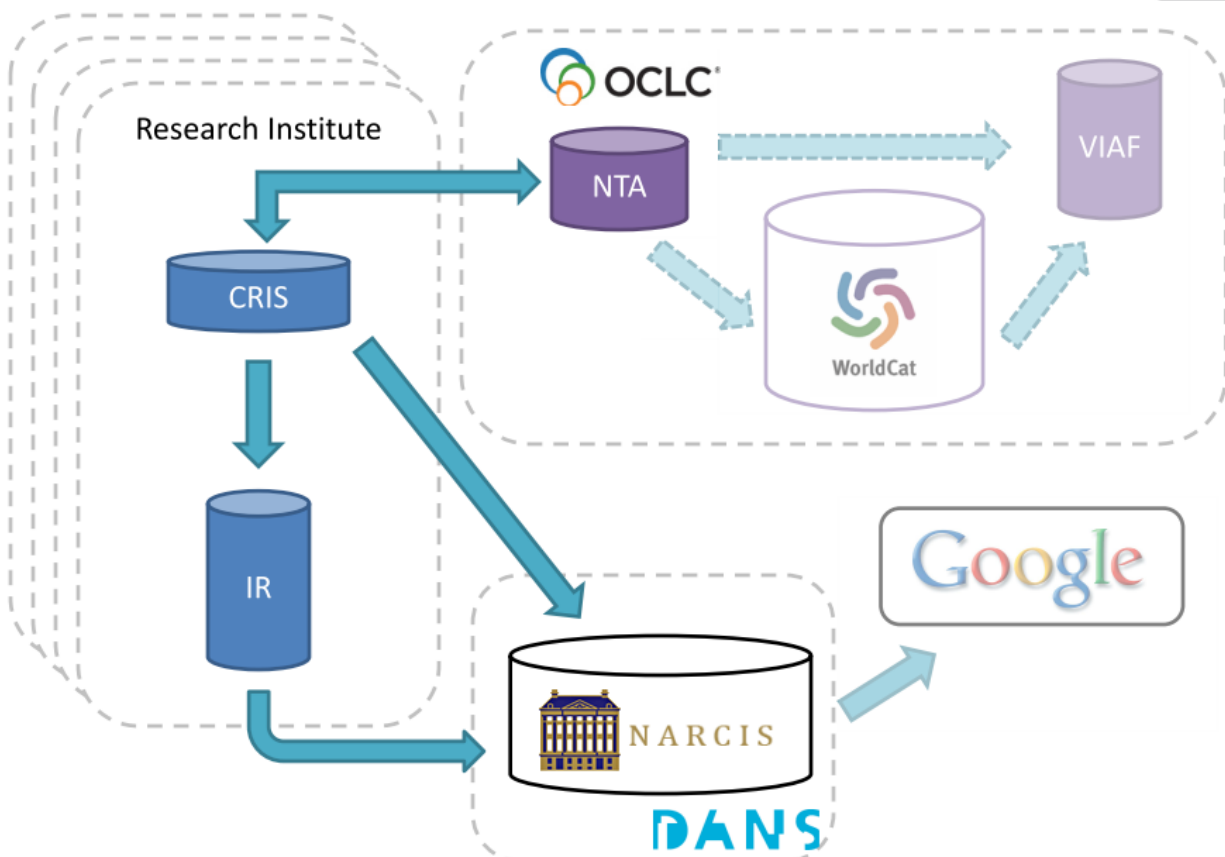 OCLC®
Research Institute
NTA
VIAF
CRIS
WorldCat
IR
Google
NARCIS
DANS